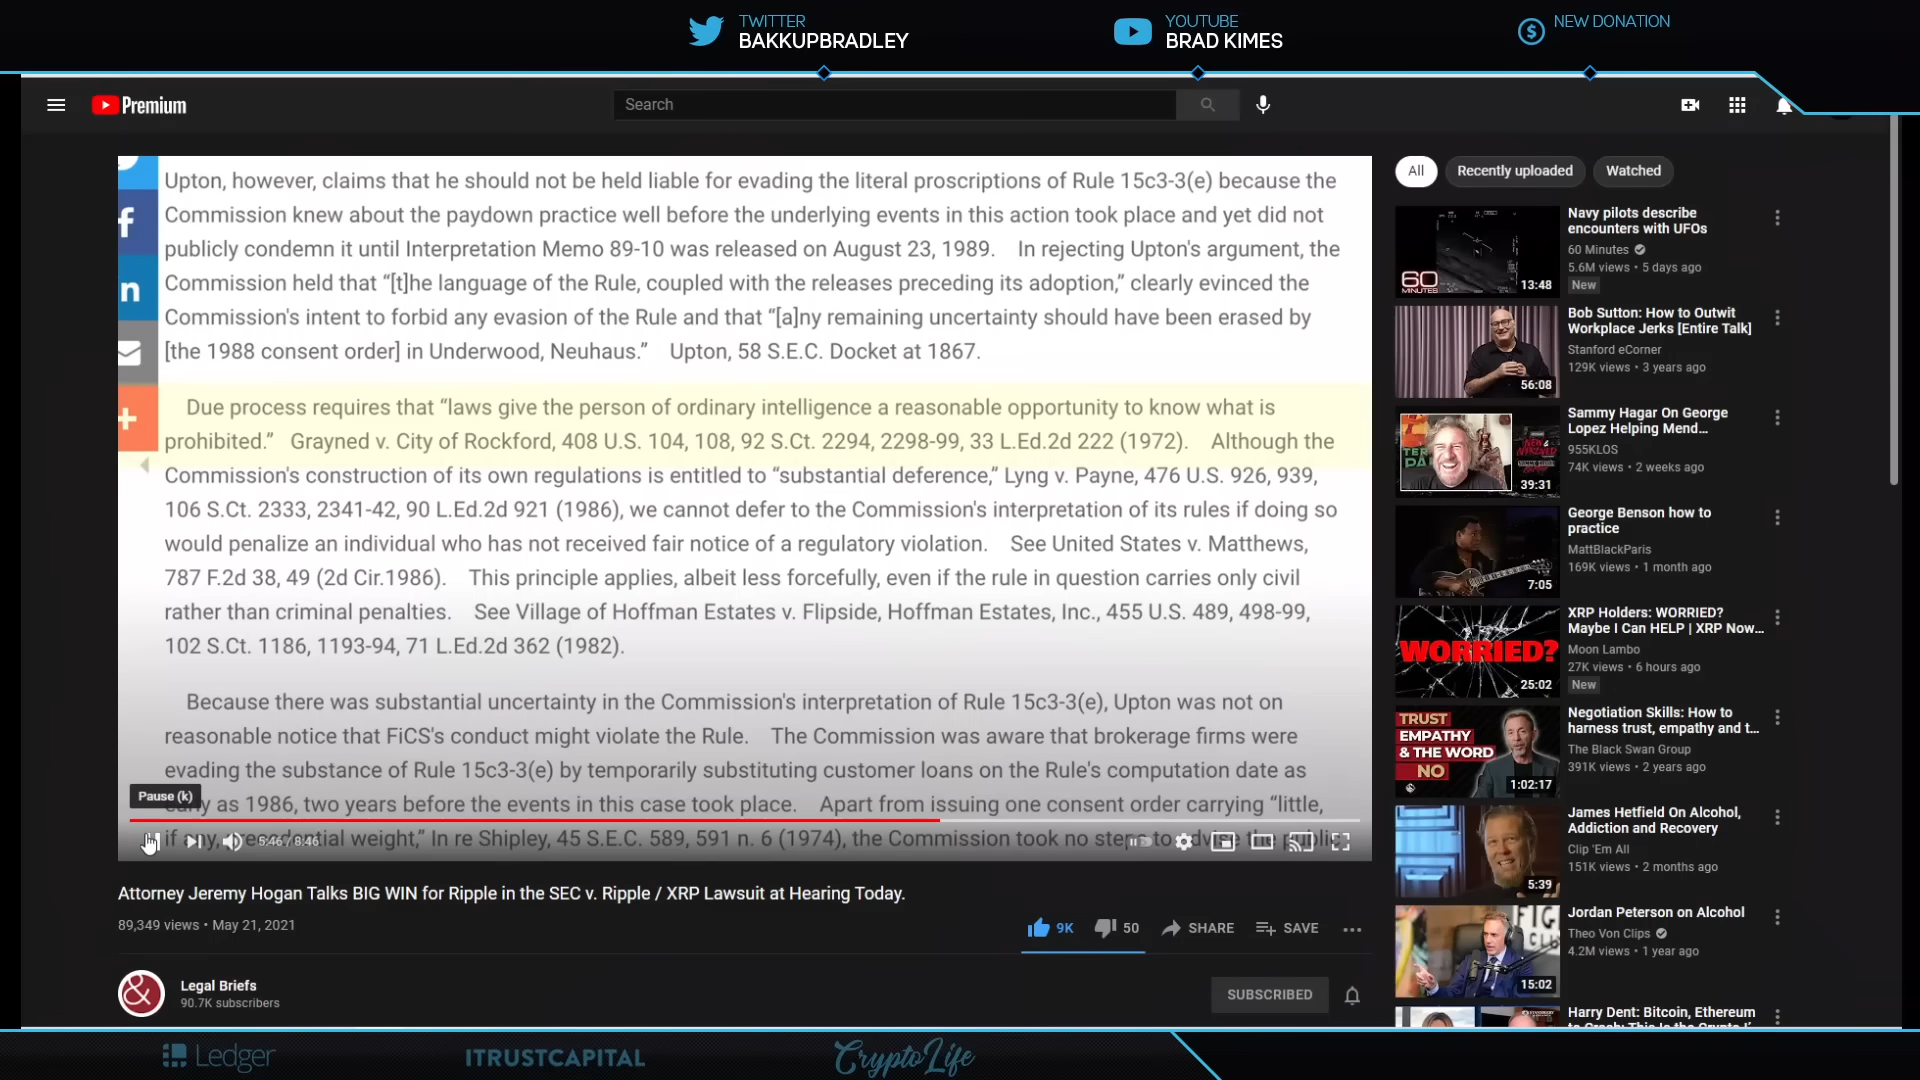 TWITTER
BAKKUPBRADLEY
YOUTUBE
BRAD KIMES
NEW DONATION
Premium
Search
Upton, however, claims that he should not be held liable for evading the literal proscriptions of Rule 15c3-3(e) because the
Commission knew about the paydown practice well before the underlying events in this action took place and yet did not
publicly condemn it until Interpretation Memo 89-10 was released on August 23, 1989. In rejecting Upton's argument, the
Commission held that “[t]he language of the Rule, coupled with the releases preceding its adoption,” clearly evinced the
Commission's intent to forbid any evasion of the Rule and that “[a]ny remaining uncertainty should have been erased by
[the 1988 consent order] in Underwood, Neuhaus.” Upton, 58 S.E.C. Docket at 1867.
Due process requires that “laws give the person of ordinary intelligence a reasonable opportunity to know what is
prohibited.” Grayned v. City of Rockford, 408 U.S. 104, 108, 92 S.Ct. 2294, 2298-99, 33 L.Ed.2d 222 (1972). Although the
Commission's construction of its own regulations is entitled to “substantial deference,” Lyng v. Payne, 476 U.S. 926, 939,
106 S.Ct. 2333, 2341-42, 90 L.Ed.2d 921 (1986), we cannot defer to the Commission's interpretation of its rules if doing so
would penalize an individual who has not received fair notice of a regulatory violation. See United States v. Matthews,
787 F.2d 38, 49 (2d Cir.1986). This principle applies, albeit less forcefully, even if the rule in question carries only civil
rather than criminal penalties. See Village of Hoffman Estates v. Flipside, Hoffman Estates, Inc., 455 U.S. 489, 498-99,
102 S.Ct. 1186, 1193-94, 71 L.Ed.2d 362 (1982).
Because there was substantial uncertainty in the Commission's interpretation of Rule 15c3-3(e), Upton was not on
reasonable notice that FiCS's conduct might violate the Rule. The Commission was aware that brokerage firms were
evading the substance of Rule 15c3-3(e) by temporarily substituting customer loans on the Rule's computation date as
early as 1986, two years before the events in this case took place. Apart from issuing one consent order carrying “little,
if any, precedential weight,” In re Shipley, 45 S.E.C. 589, 591 n. 6 (1974), the Commission took no steps to advise the public
Pause (k)
5:46 / 8:46
Attorney Jeremy Hogan Talks BIG WIN for Ripple in the SEC v. Ripple / XRP Lawsuit at Hearing Today.
89,349 views • May 21, 2021
9K
50
SHARE
SAVE
Legal Briefs
90.7K subscribers
SUBSCRIBED
All
Recently uploaded
Watched
60
MINUTES
13:48
Navy pilots describe
encounters with UFOs
60 Minutes
5.6M views • 5 days ago
New
56:08
Bob Sutton: How to Outwit
Workplace Jerks [Entire Talk]
Stanford eCorner
129K views • 3 years ago
39:31
Sammy Hagar On George
Lopez Helping Mend...
955KLOS
74K views • 2 weeks ago
7:05
George Benson how to
practice
MattBlackParis
169K views • 1 month ago
WORRIED?
25:02
XRP Holders: WORRIED?
Maybe I Can HELP | XRP Now...
Moon Lambo
27K views • 6 hours ago
New
TRUST
EMPATHY
& THE WORD
NO
1:02:17
Negotiation Skills: How to
harness trust, empathy and t...
The Black Swan Group
391K views • 2 years ago
5:39
James Hetfield On Alcohol,
Addiction and Recovery
Clip 'Em All
151K views • 2 months ago
15:02
Jordan Peterson on Alcohol
Theo Von Clips
4.2M views • 1 year ago
Harry Dent: Bitcoin, Ethereum
Ledger
ITRUSTCAPITAL
CryptoLife